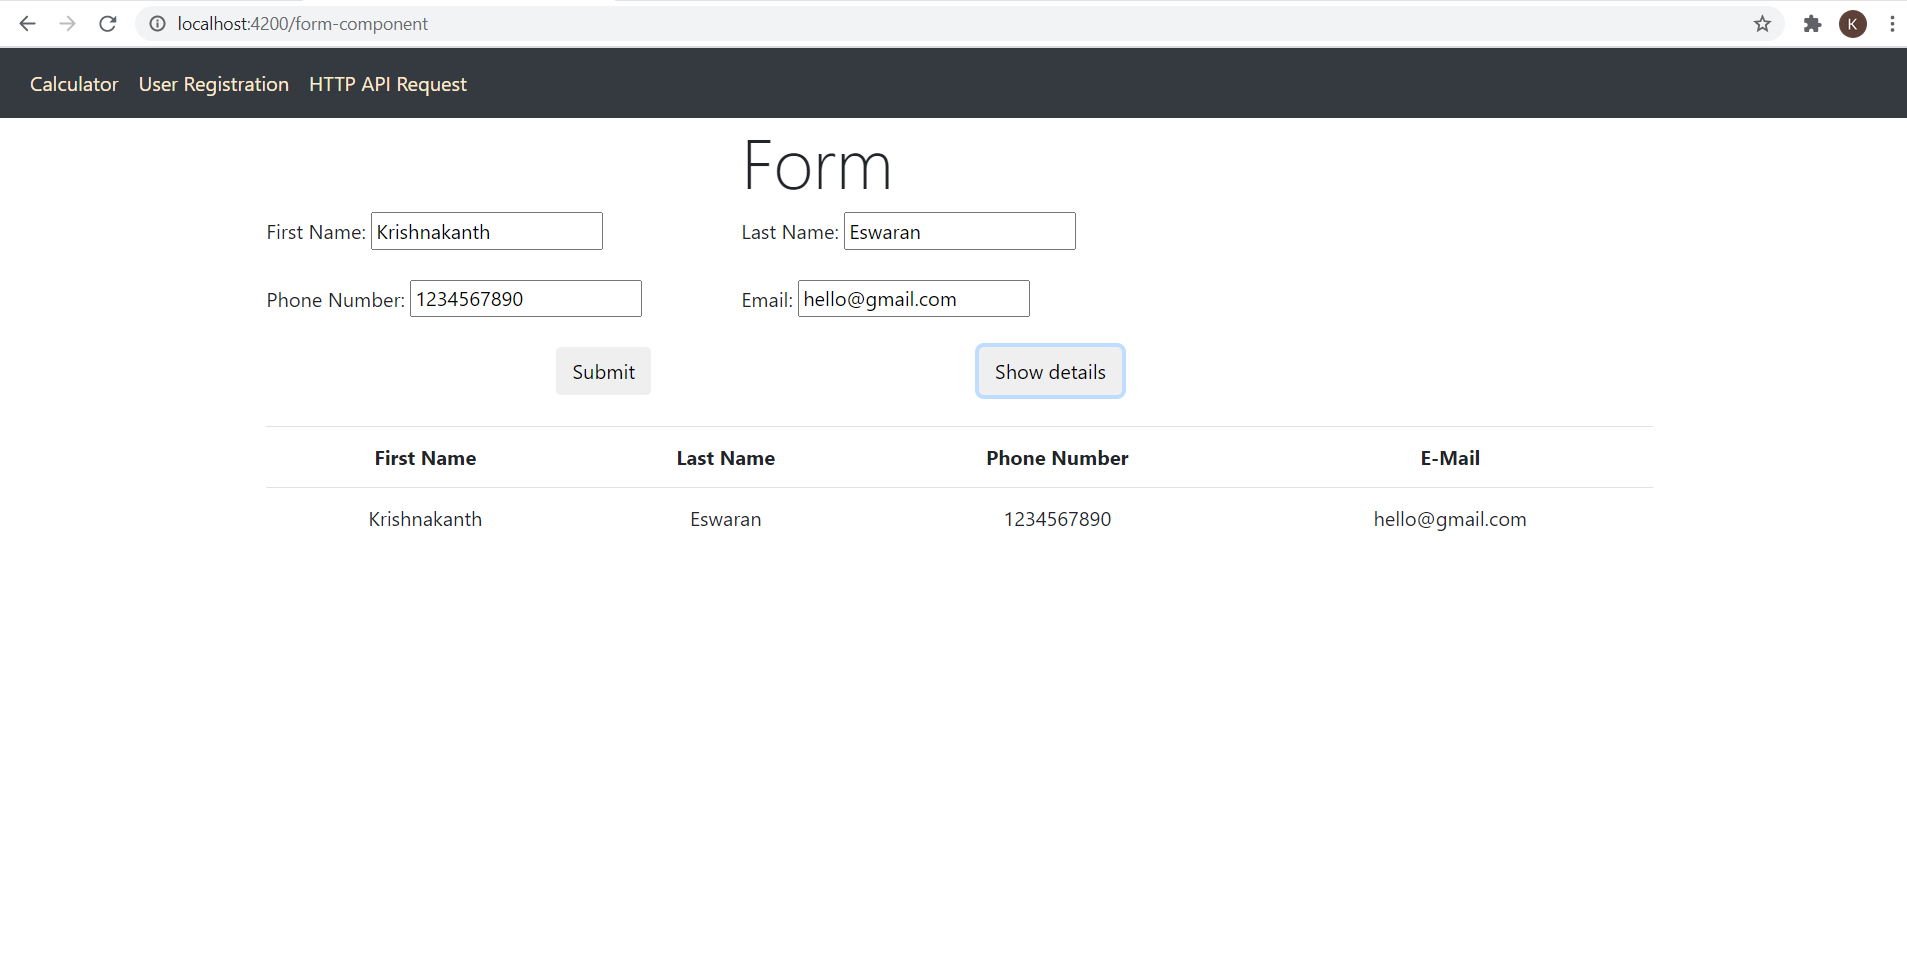 localhost:4200/form-component
K
Calculator User Registration HTTP API Request
Form
First Name: Krishnakanth Last Name: Eswaran
Phone Number: 1234567890 Email: hello@gmail.com
Submit Show details
First Name Last Name Phone Number E-Mail
Krishnakanth Eswaran 1234567890 hello@gmail.com